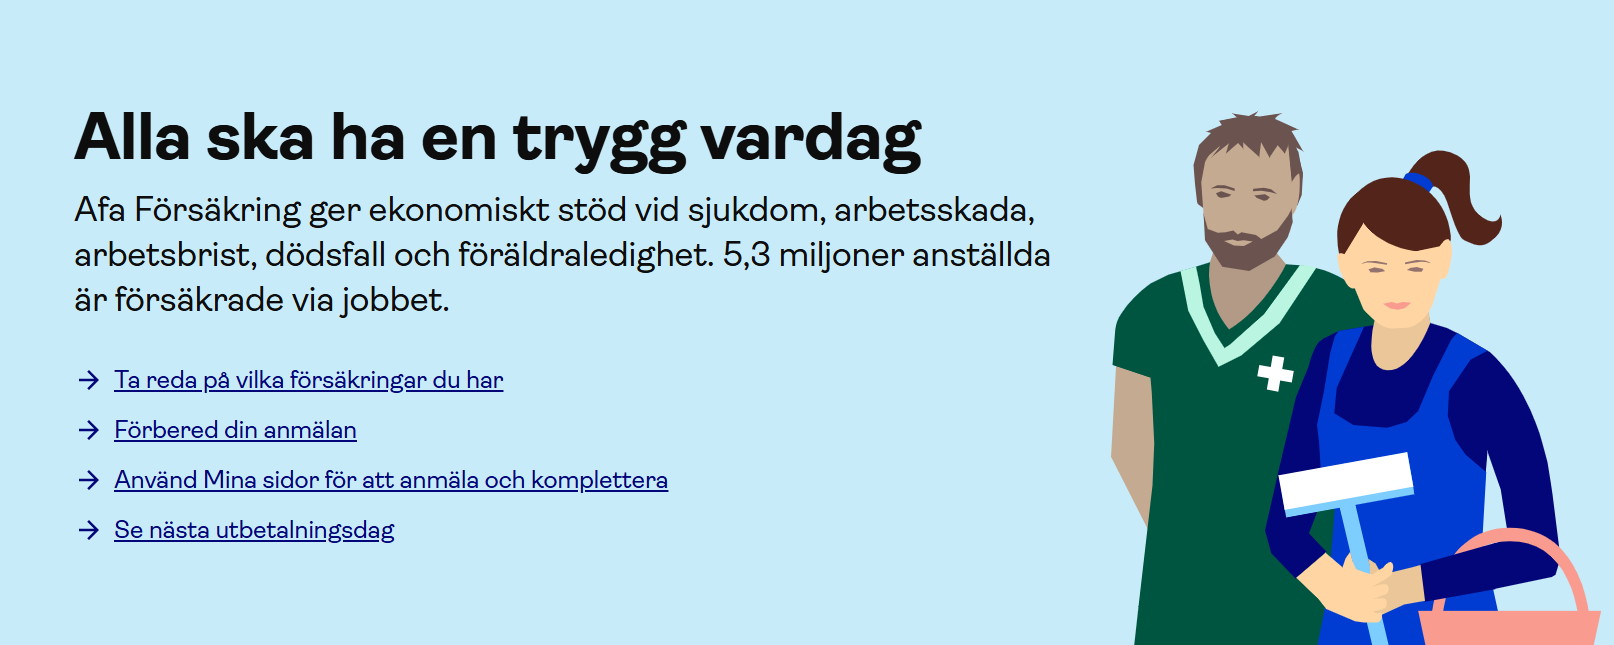 Alla ska ha en trygg vardag
Afa Försäkring ger ekonomiskt stöd vid sjukdom, arbetsskada,
arbetsbrist, dödsfall och föräldraledighet. 5,3 miljoner anställda
är försäkrade via jobbet.
Ta reda på vilka försäkringar du har
Förbered din anmälan
Använd Mina sidor för att anmäla och komplettera
Se nästa utbetalningsdag